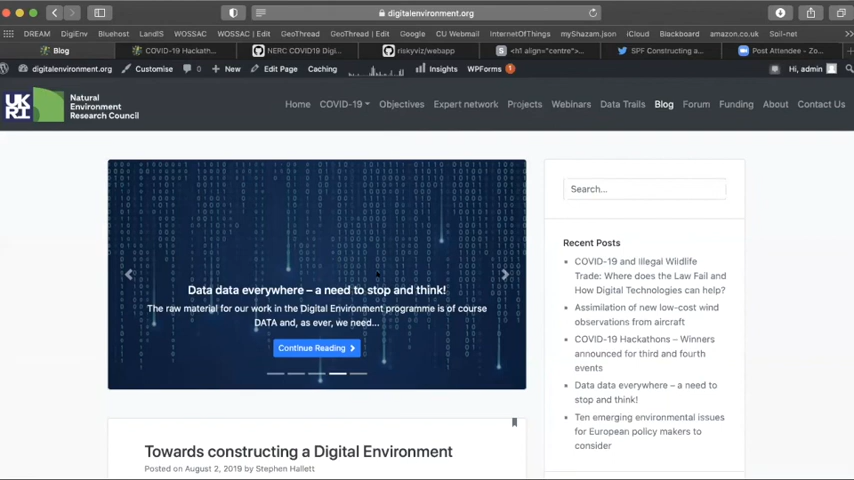 digitalenvironment.org
DREAM DigiEnv Bluehost LandIS WOSSAC WOSSAC | Edit GeoThread GeoThread | Edit Google CU Webmail InternetOfThings myShazam.json iCloud Blackboard amazon.co.uk Soil-net
Blog COVID-19 Hackath... NERC COVID19 Digi... riskyviz/webapp <h1 align="centre"... SPF Constructing a... Post Attendee - Zo...
digitalenvironment.org Customise 0 New Edit Page Caching Insights WPForms 1 Hi, admin
UK
RI
Natural
Environment
Research Council
Home COVID-19 Objectives Expert network Projects Webinars Data Trails Blog Forum Funding About Contact Us
Data data everywhere – a need to stop and think!
The raw material for our work in the Digital Environment programme is of course
DATA and, as ever, we need...
Continue Reading
Towards constructing a Digital Environment
Posted on August 2, 2019 by Stephen Hallett
Search...
Recent Posts
COVID-19 and Illegal Wildlife
Trade: Where does the Law Fail and
How Digital Technologies can help?
Assimilation of new low-cost wind
observations from aircraft
COVID-19 Hackathons – Winners
announced for third and fourth
events
Data data everywhere – a need to
stop and think!
Ten emerging environmental issues
for European policy makers to
consider